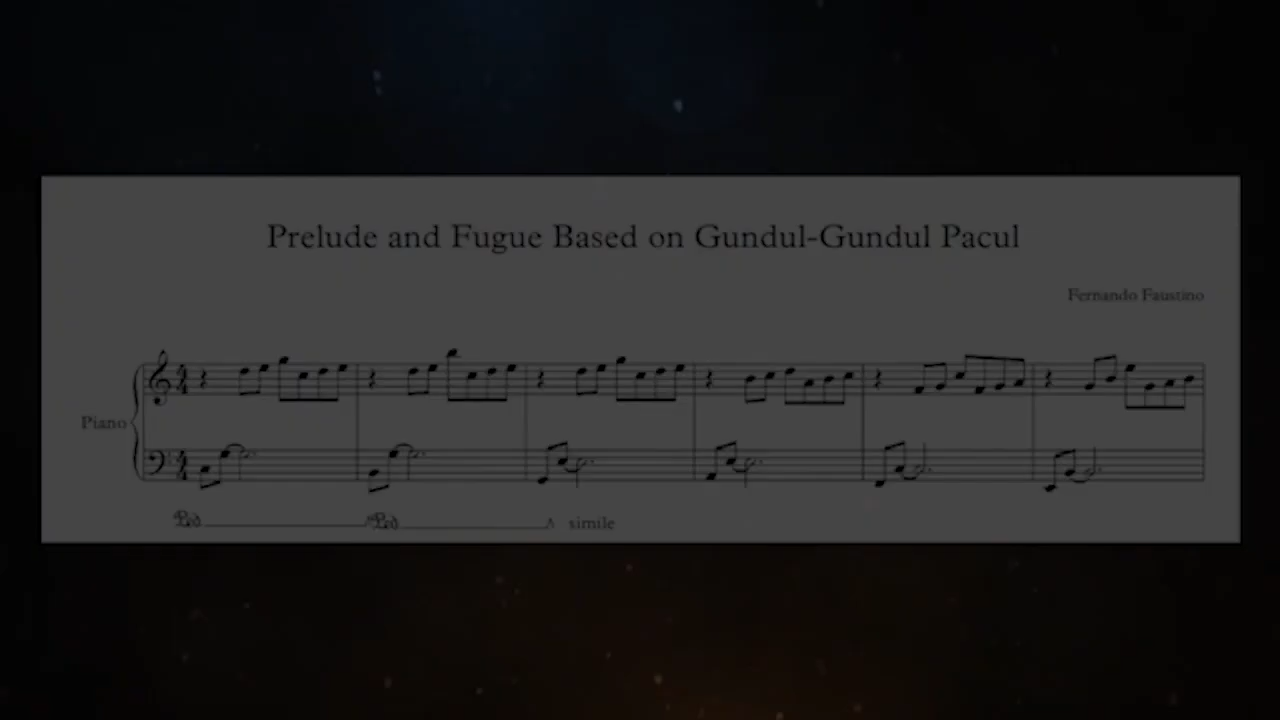 Prelude and Fugue Based on Gundul-Gundul Pacul
Fernando Faustino
Piano
simile